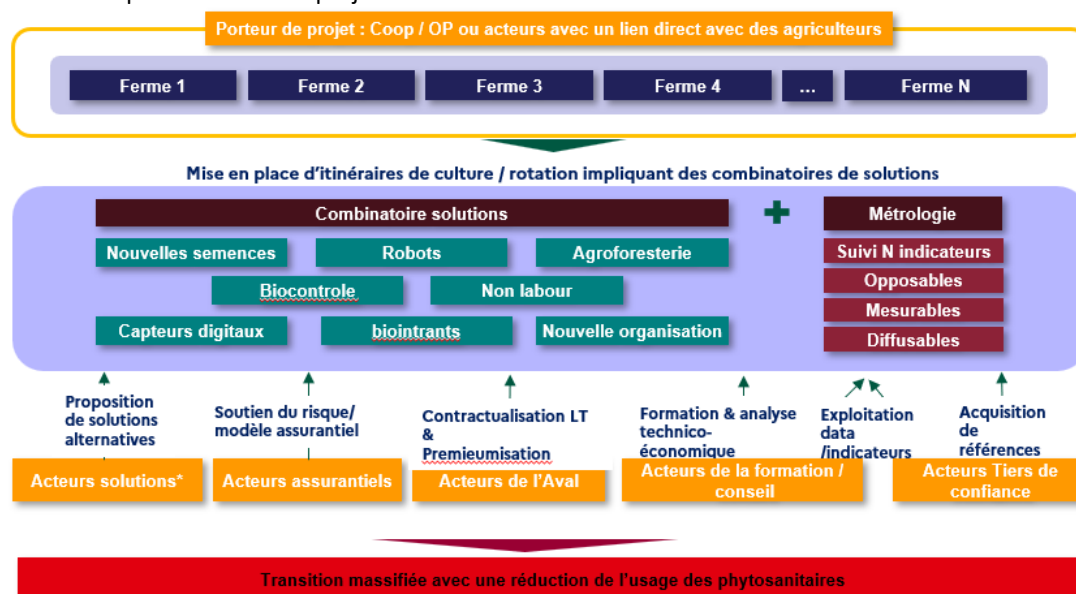 Porteur de projet : Coop / OP ou acteurs avec un lien direct avec des agriculteurs
Ferme 1
Ferme 2
Ferme 3
Ferme 4
...
Ferme N
Mise en place d'itinéraires de culture / rotation impliquant des combinatoires de solutions
Combinatoire solutions
Métrologie
Nouvelles semences
Robots
Agroforesterie
Biocontrole
Non labour
Capteurs digitaux
biointrants
Nouvelle organisation
Suivi N indicateurs
Opposables
Mesurables
Diffusables
Proposition
de solutions
alternatives
Soutien du risque/
modèle assurantiel
Contractualisation LT
&
Premieumisation
Formation & analyse
technico-
économique
Exploitation
data
/indicateurs
Acquisition
de
références
Acteurs solutions*
Acteurs assurantiels
Acteurs de l'Aval
Acteurs de la formation /
conseil
Acteurs Tiers de
confiance
Transition massifiée avec une réduction de l'usage des phytosanitaires